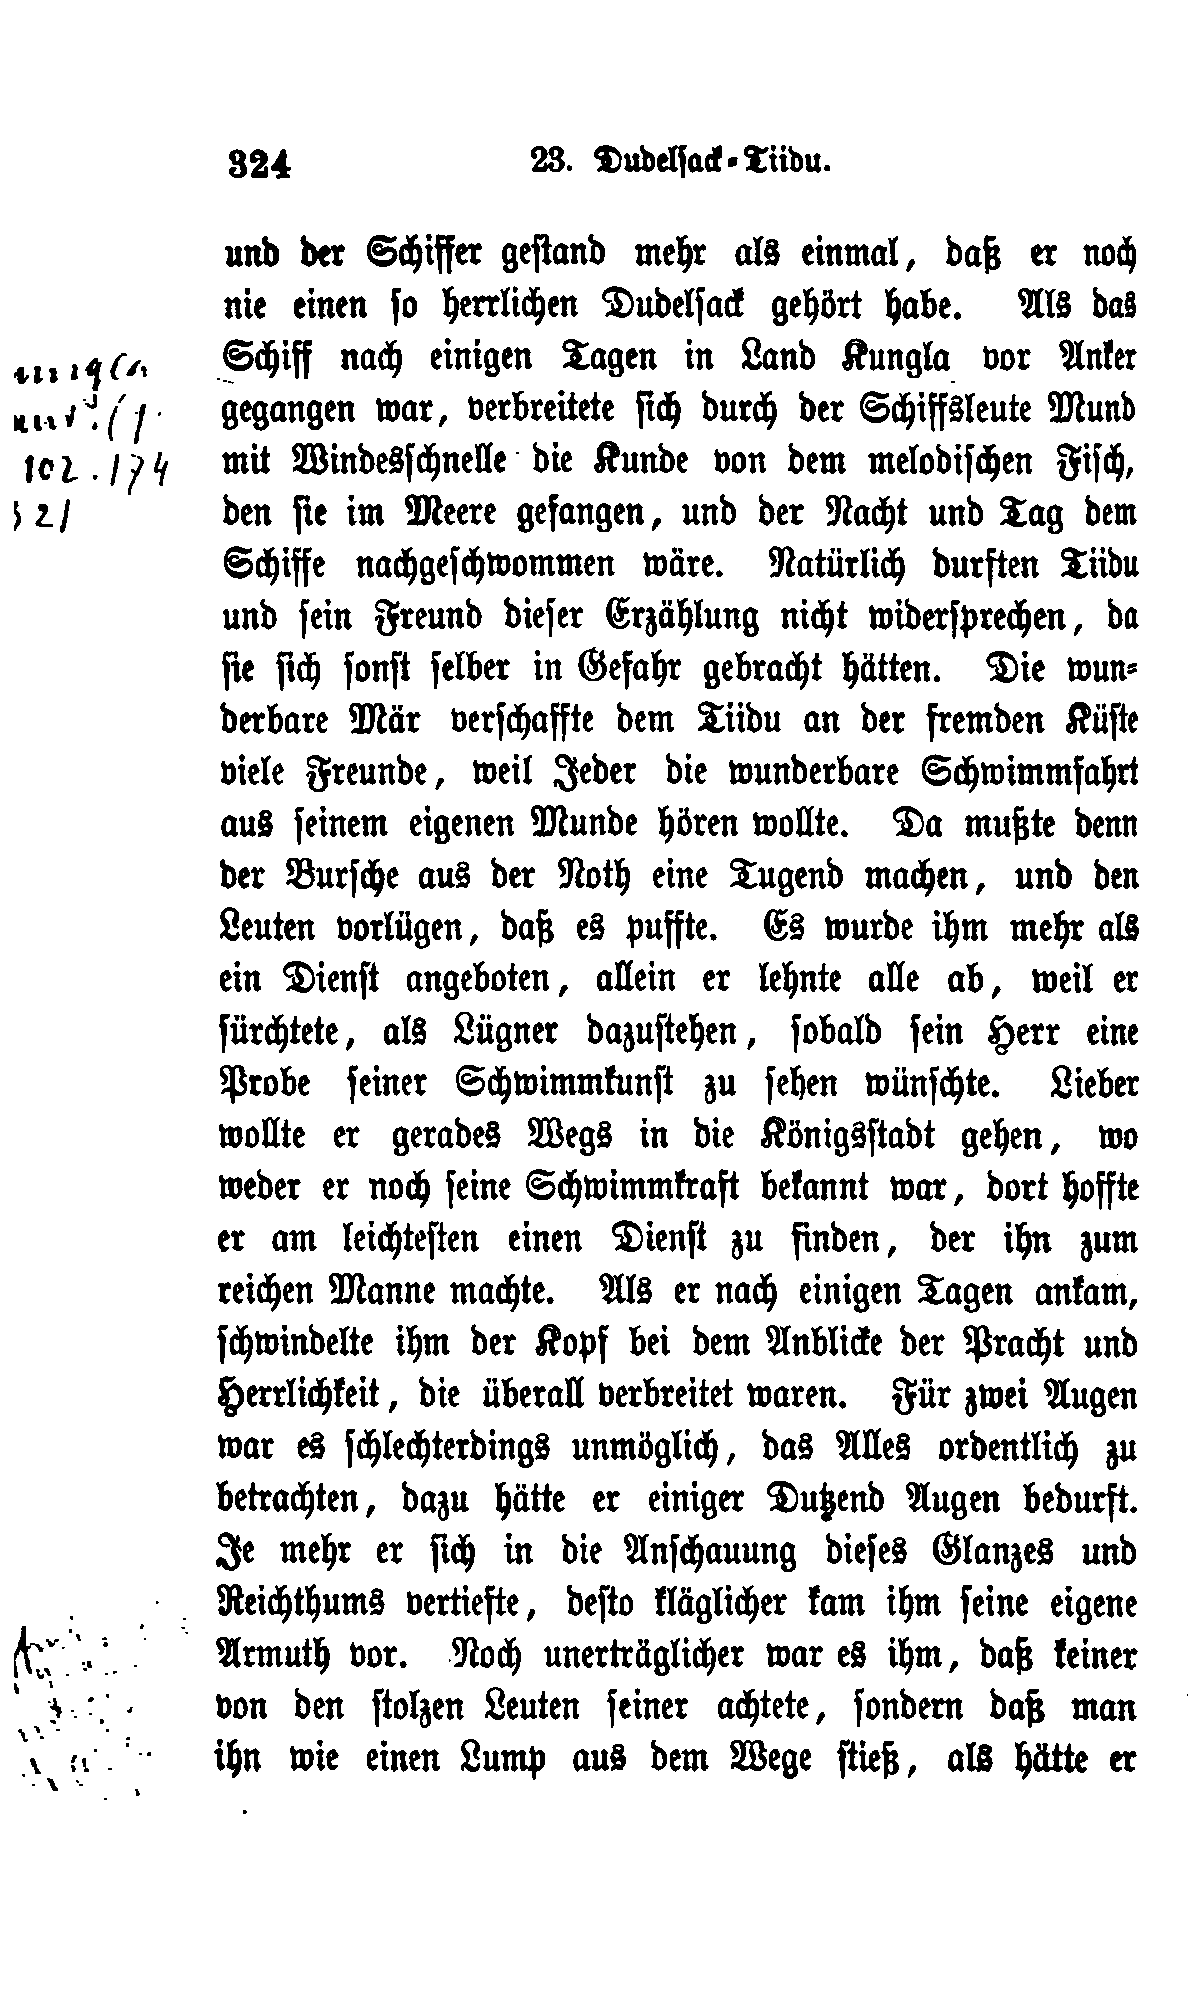 324 23. Dudelsack-Tiidu.
und der Schiffer gestand mehr als einmal, daß er noch
nie einen so herrlichen Dudelsack gehört habe. Als das
Schiff nach einigen Tagen in Land Kungla vor Anker
gegangen war, verbreitete sich durch der Schiffsleute Mund
102.174
mit Windesschnelle die Kunde von dem melodischen Fisch,
321
den sie im Meere gefangen, und der Nacht und Tag dem
Schiffe nachgeschwommen wäre. Natürlich durften Tiidu
und sein Freund dieser Erzählung nicht widersprechen, da
sie sich sonst selber in Gefahr gebracht hätten. Die wun-
derbare Mär verschaffte dem Tiidu an der fremden Küste
viele Freunde, weil Jeder die wunderbare Schwimmfahrt
aus seinem eigenen Munde hören wollte. Da mußte denn
der Bursche aus der Noth eine Tugend machen, und den
Leuten vorlügen, daß es puffte. Es wurde ihm mehr als
ein Dienst angeboten, allein er lehnte alle ab, weil er
fürchtete, als Lügner dazustehen, sobald sein Herr eine
Probe seiner Schwimmkunst zu sehen wünschte. Lieber
wollte er gerades Wegs in die Königsstadt gehen, wo
weder er noch seine Schwimmkraft bekannt war, dort hoffte
er am leichtesten einen Dienst zu finden, der ihn zum
reichen Manne machte. Als er nach einigen Tagen ankam,
schwindelte ihm der Kopf bei dem Anblicke der Pracht und
Herrlichkeit, die überall verbreitet waren. Für zwei Augen
war es schlechterdings unmöglich, das Alles ordentlich zu
betrachten, dazu hätte er einiger Dutzend Augen bedurft.
Je mehr er sich in die Anschauung dieses Glanzes und
Reichthums vertiefte, desto kläglicher kam ihm seine eigene
Armuth vor. Noch unerträglicher war es ihm, daß keiner
von den stolzen Leuten seiner achtete, sondern daß man
ihn wie einen Lump aus dem Wege stieß, als hätte er